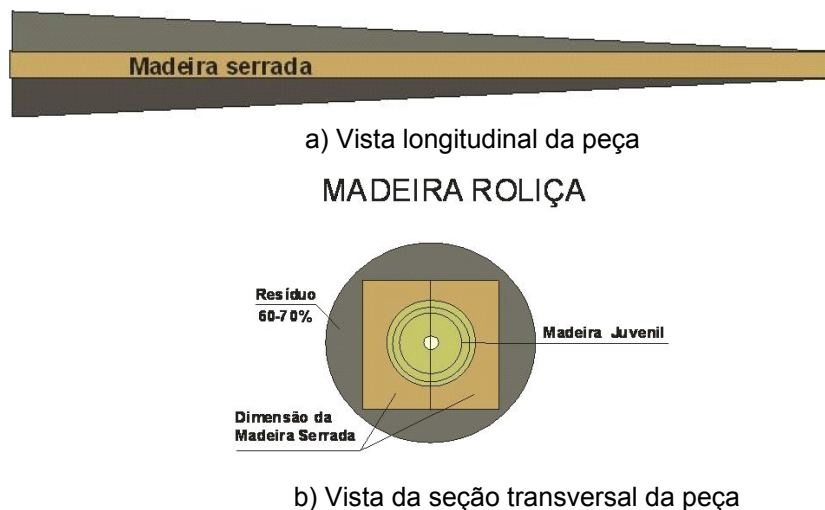 Madeira serrada
a) Vista longitudinal da peça
MADEIRA ROLIÇA
Resíduo
60-70%
Madeira Juvenil
Dimensão da
Madeira Serrada
b) Vista da seção transversal da peça